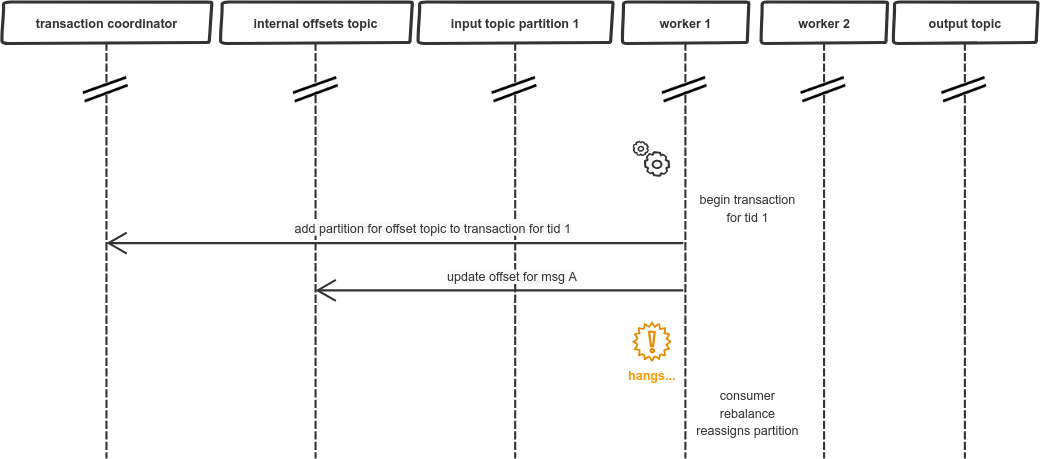 transaction coordinator
internal offsets topic
input topic partition 1
worker 1
worker 2
output topic
begin transaction
for tid 1
add partition for offset topic to transaction for tid 1
update offset for msg A
hangs...
consumer
rebalance
reassigns partition